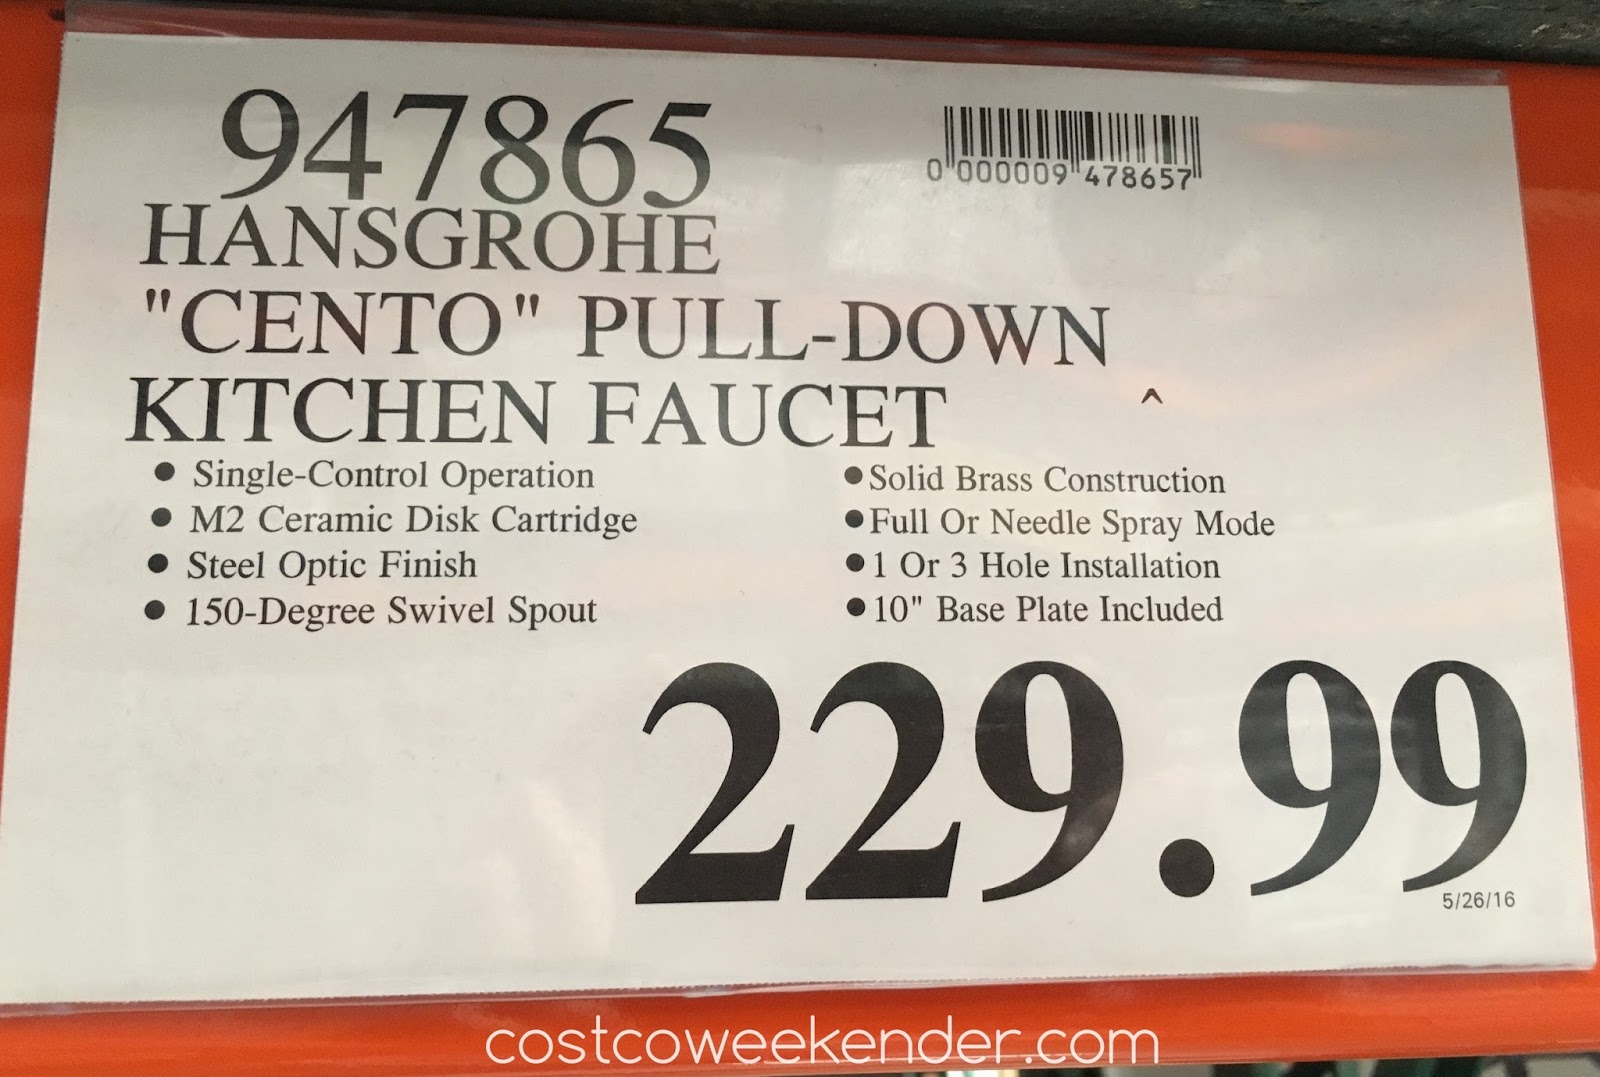 947865
0 000009 478657
HANSGROHE
"CENTO" PULL-DOWN
KITCHEN FAUCET ^
• Single-Control Operation
• M2 Ceramic Disk Cartridge
• Steel Optic Finish
• 150-Degree Swivel Spout
• Solid Brass Construction
• Full Or Needle Spray Mode
• 1 Or 3 Hole Installation
• 10" Base Plate Included
229.99
5/26/16
costcoweekender.com